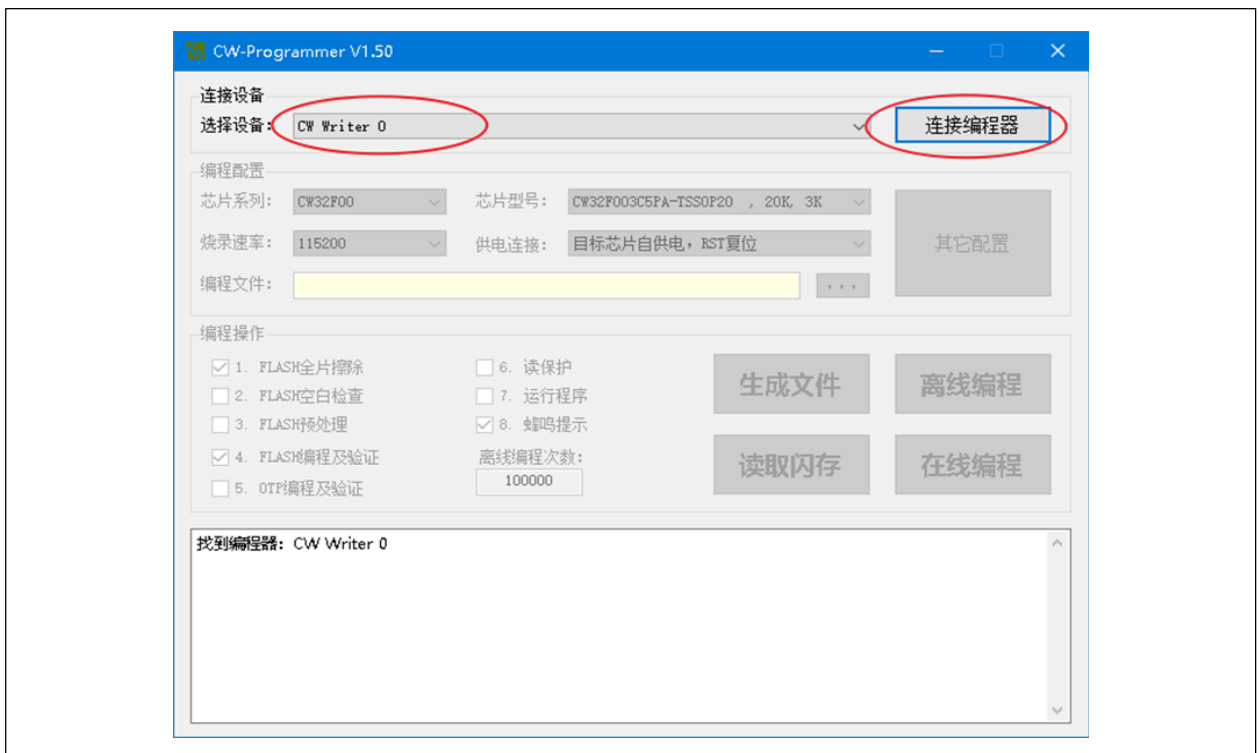 CW-Programmer V1.50
连接设备
选择设备： CW Writer 0 连接编程器
编程配置
芯片系列： CW32F00 芯片型号： CW32F003C5PA-TSSOP20 , 20K, 3K
烧录速率： 115200 供电连接： 目标芯片自供电，RST复位 其它配置
编程文件： ...
编程操作
1. FLASH全片擦除 6. 读保护
2. FLASH空白检查 7. 运行程序 生成文件 离线编程
3. FLASH预处理 8. 蜂鸣提示
4. FLASH编程及验证 离线编程次数： 读取闪存 在线编程
5. OTP编程及验证 100000
找到编程器：CW Writer 0